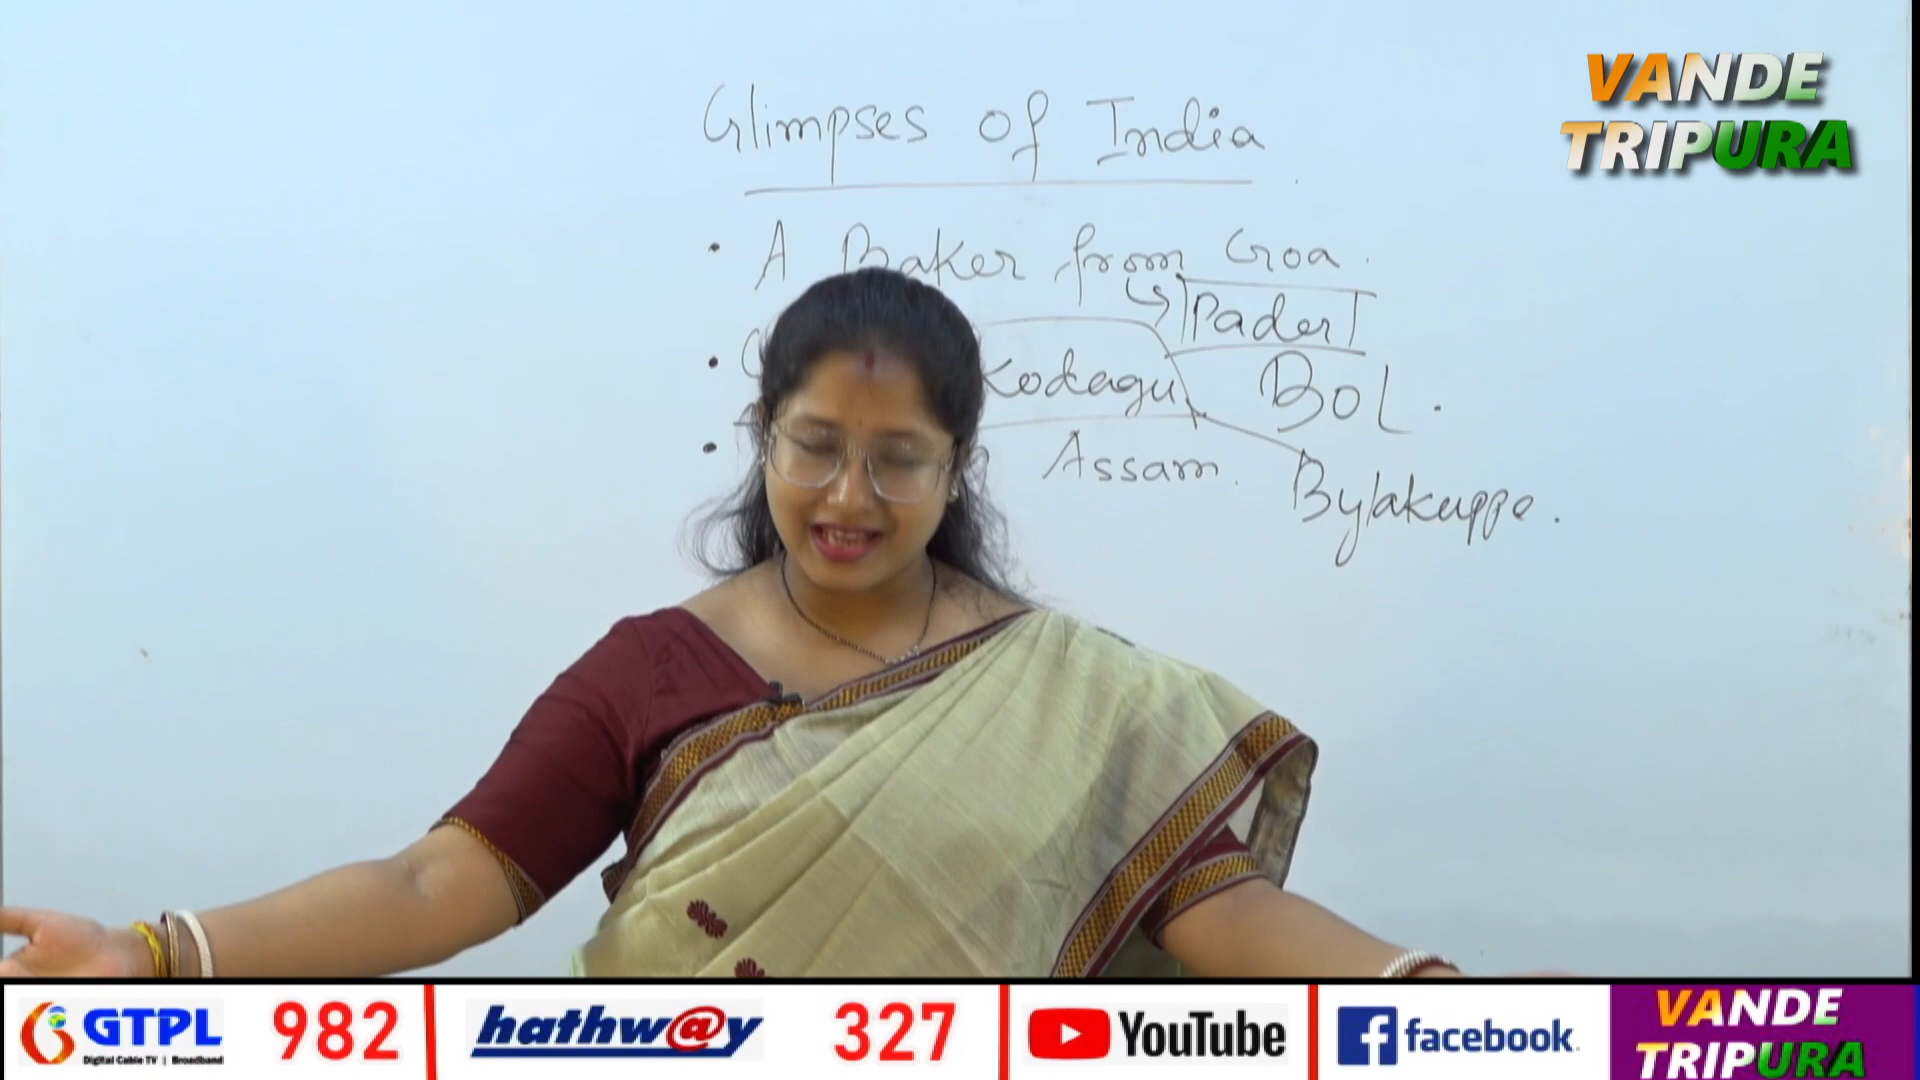 VANDE
TRIPURA
Glimpses of India
• A Baker from Goa.
Pader
• Kodagu BOL.
• Assam.
Bylakuppe.
GTPL
Digital Cable TV | Broadband
982
hathw@y
327
YouTube
facebook.
VANDE
TRIPURA